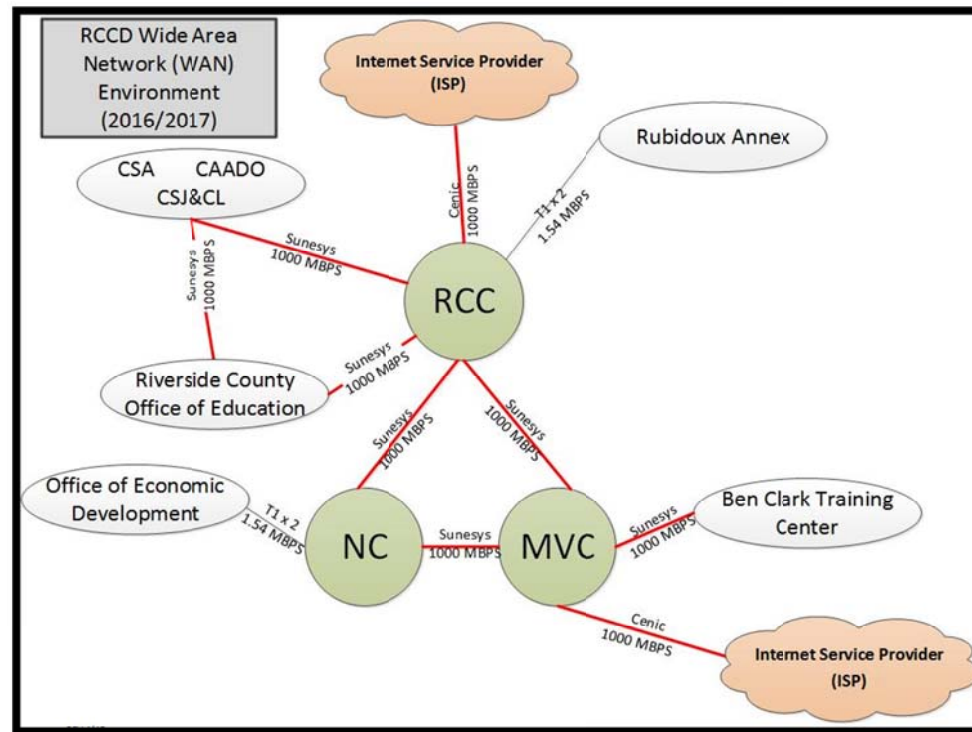 RCCD Wide Area
Network (WAN)
Environment
(2016/2017)
Internet Service Provider
(ISP)
Rubidoux Annex
CSA CAADO
CSJ&CL
Cenic
1000 MBPS
T1 x 2
1.54 MBPS
Sunesys
1000 MBPS
Sunesys
1000 MBPS
RCC
Sunesys
1000 MBPS
Riverside County
Office of Education
Sunesys
1000 MBPS
Sunesys
1000 MBPS
Office of Economic
Development
T1 x 2
1.54 MBPS
NC
Sunesys
1000 MBPS
MVC
Sunesys
1000 MBPS
Ben Clark Training
Center
Cenic
1000 MBPS
Internet Service Provider
(ISP)